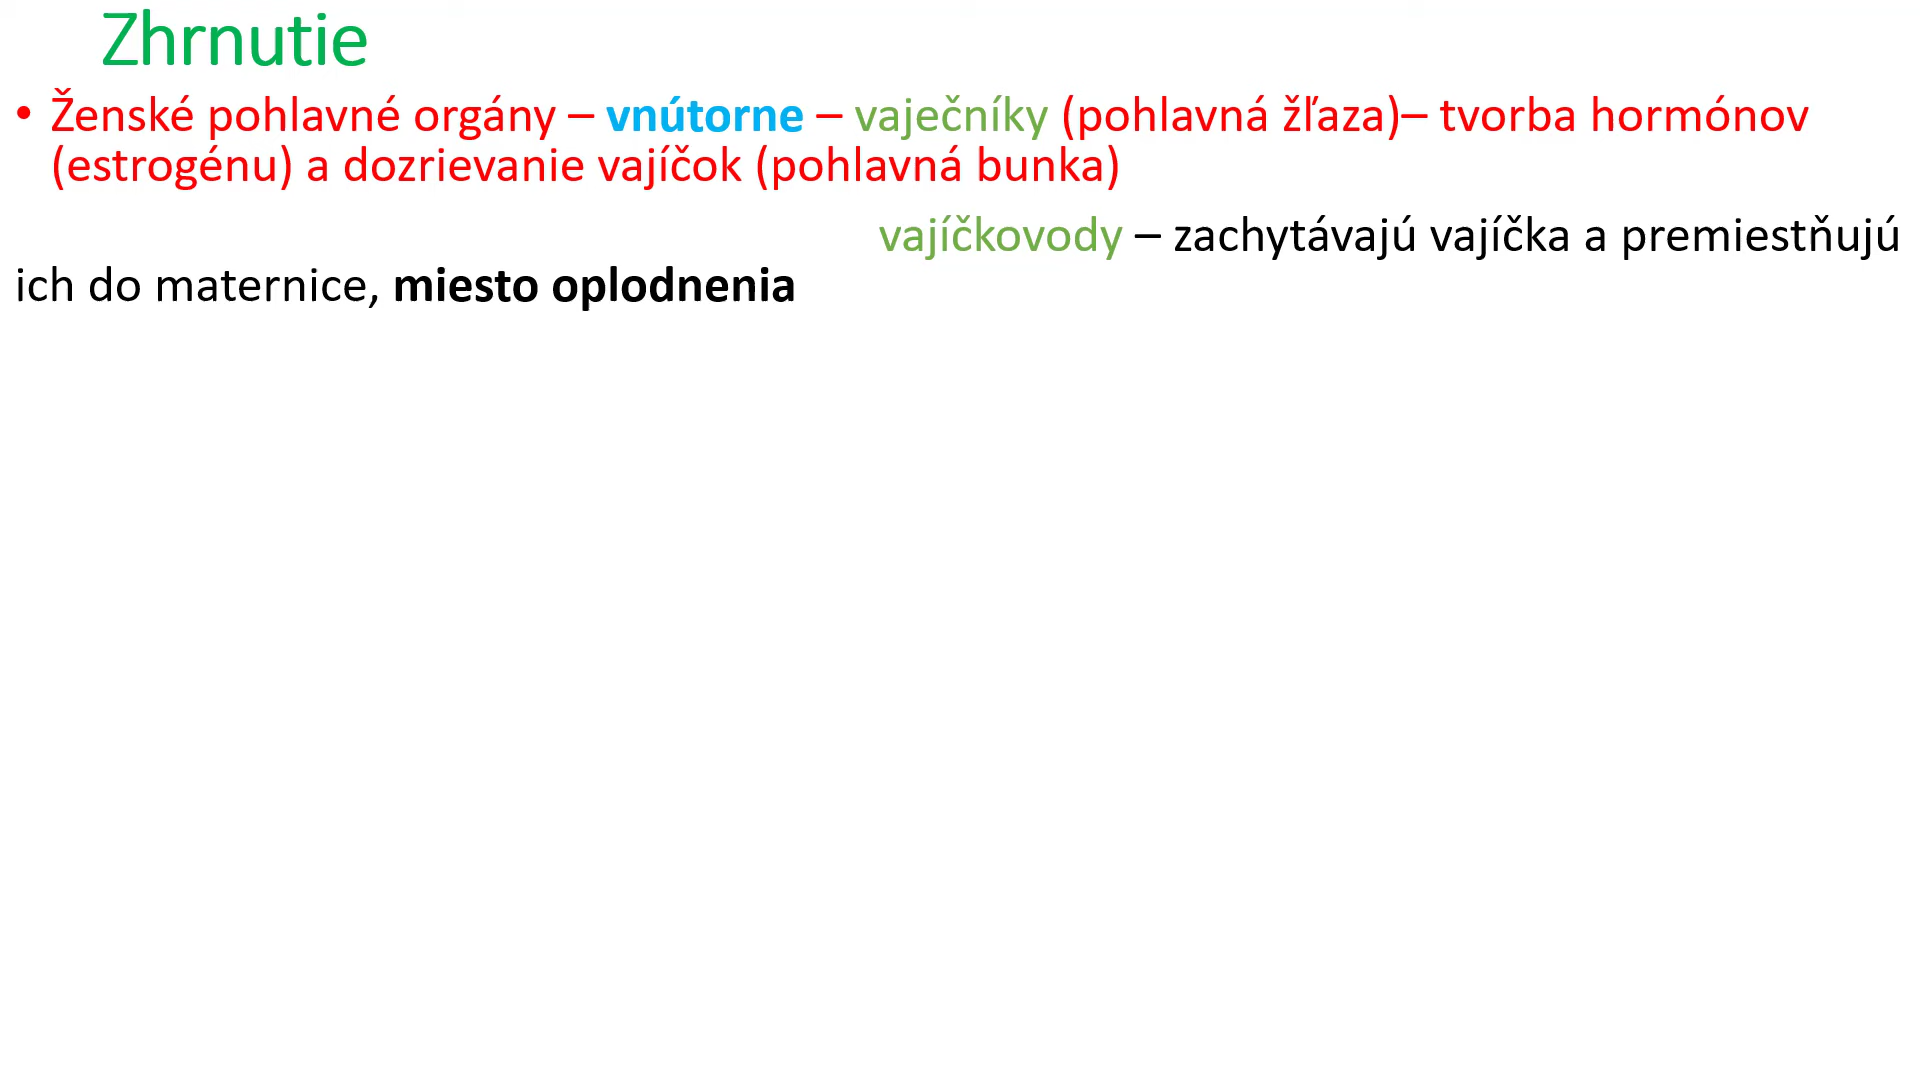 Zhrnutie
• Ženské pohlavné orgány – vnútorne – vaječníky (pohlavná žľaza)– tvorba hormónov
(estrogénu) a dozrievanie vajíčok (pohlavná bunka)
vajíčkovody – zachytávajú vajíčka a premiestňujú
ich do maternice, miesto oplodnenia